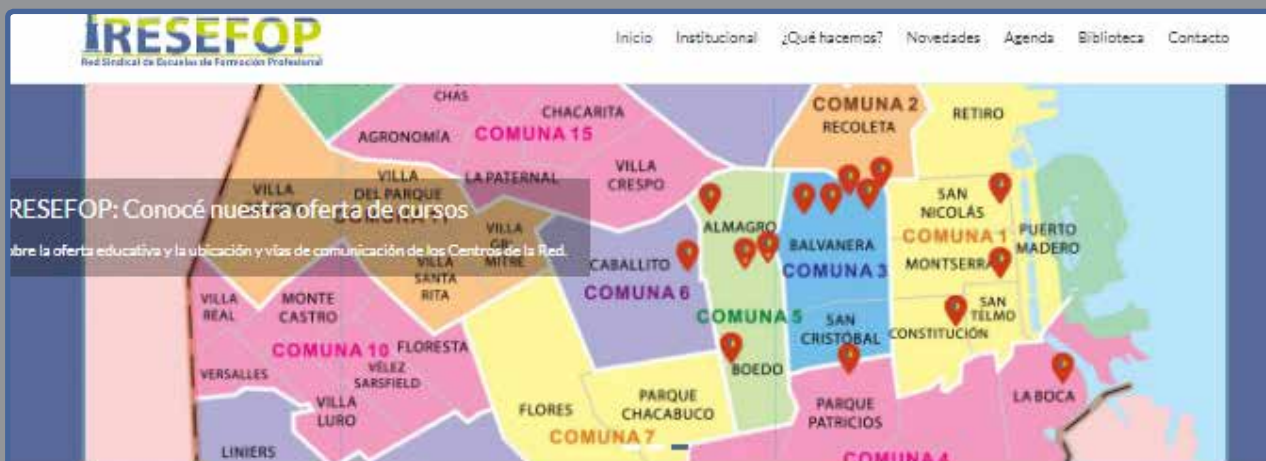 RESEFOP
Red Sindical de Escuelas de Formación Profesional
Inicio Institucional ¿Qué hacemos? Novedades Agenda Biblioteca Contacto
CHAS
CHACARITA
AGRONOMÍA
COMUNA 15
COMUNA 2
RECOLETA
RETIRO
VILLA
DEL PARQUE
LA PATERNAL
VILLA
CRESPO
VILLA
RESEFOP: Conocé nuestra oferta de cursos
obre la oferta educativa y la ubicación y vías de comunicación de los Centros de la Red.
VILLA
GRL
MITRE
VILLA
SANTA
RITA
ALMAGRO
CABALLITO
COMUNA 6
BALVANERA
COMUNA 3
SAN
NICOLÁS
COMUNA 1
MONTSERRA
PUERTO
MADERO
VILLA
REAL
MONTE
CASTRO
COMUNA 10
FLORESTA
VÉLEZ
SARSFIELD
VERSALLES
VILLA
LURO
COMUNA 5
SAN
CRISTÓBAL
CONSTITUCIÓN
SAN
TELMO
BOEDO
LA BOCA
FLORES
PARQUE
CHACABUCO
COMUNA 7
PARQUE
PATRICIOS
COMUNA 4
LINIERS